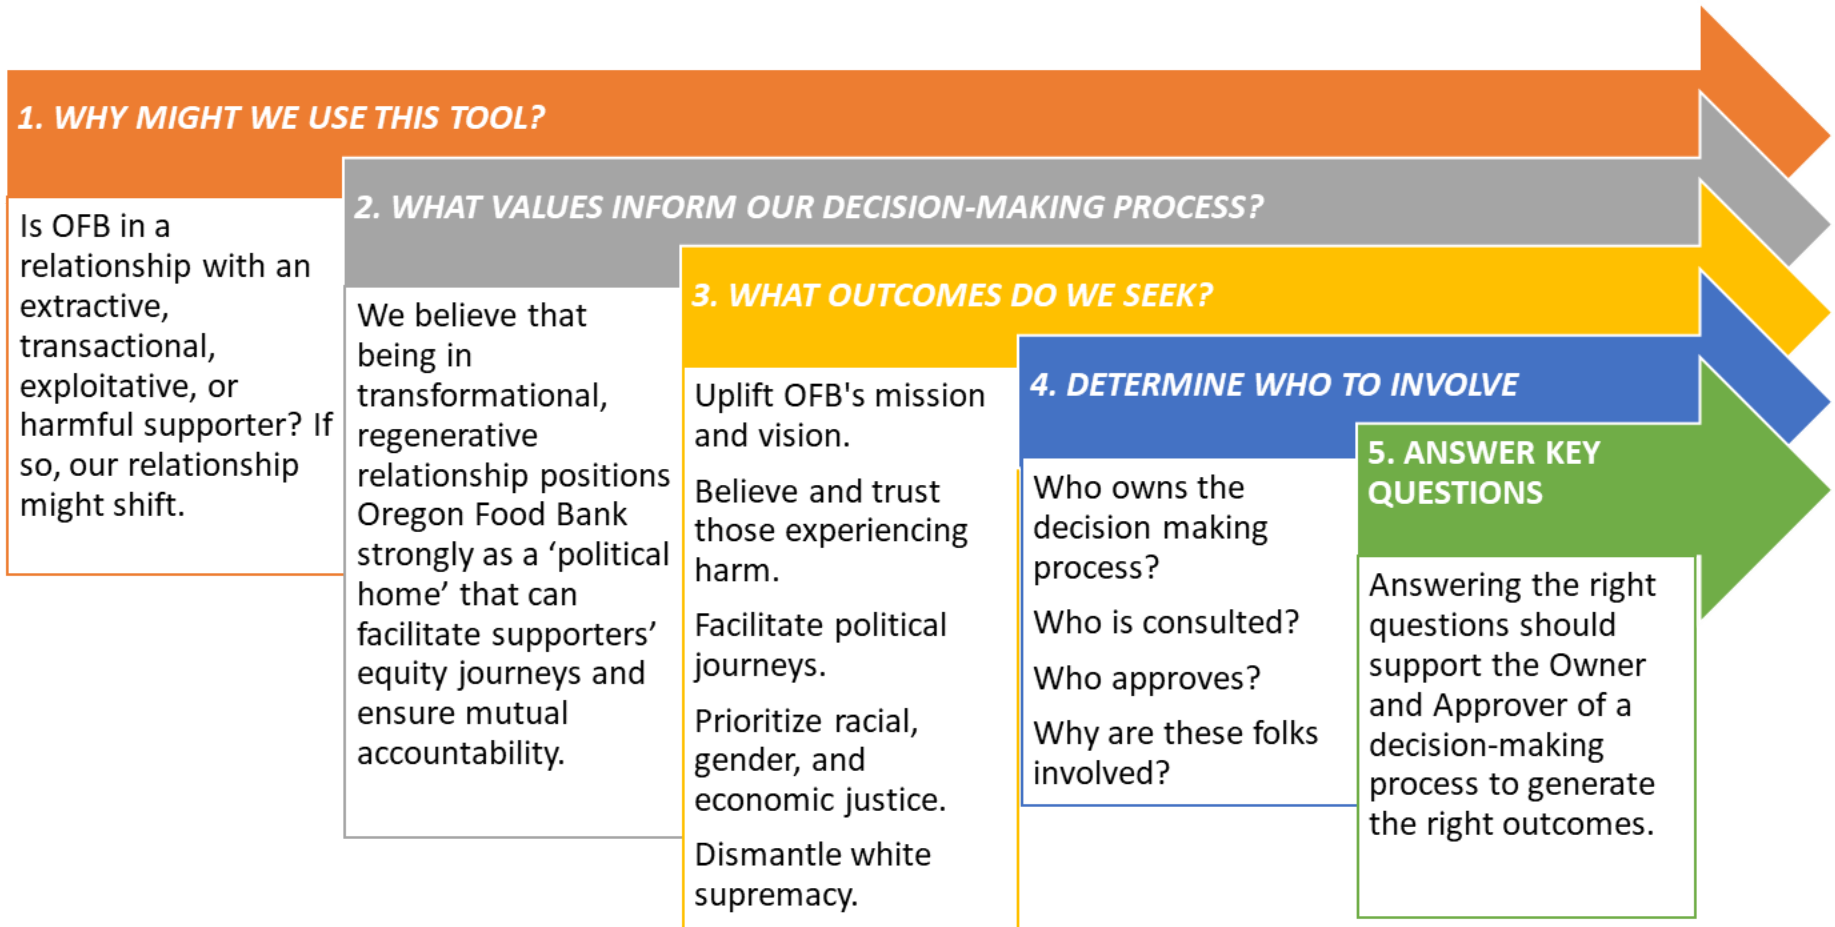 1. WHY MIGHT WE USE THIS TOOL?
Is OFB in a
relationship with an
extractive,
transactional,
exploitative, or
harmful supporter? If
so, our relationship
might shift.
2. WHAT VALUES INFORM OUR DECISION-MAKING PROCESS?
We believe that
being in
transformational,
regenerative
relationship positions
Oregon Food Bank
strongly as a ‘political
home’ that can
facilitate supporters’
equity journeys and
ensure mutual
accountability.
3. WHAT OUTCOMES DO WE SEEK?
Uplift OFB's mission
and vision.
Believe and trust
those experiencing
harm.
Facilitate political
journeys.
Prioritize racial,
gender, and
economic justice.
Dismantle white
supremacy.
4. DETERMINE WHO TO INVOLVE
Who owns the
decision making
process?
Who is consulted?
Who approves?
Why are these folks
involved?
5. ANSWER KEY
QUESTIONS
Answering the right
questions should
support the Owner
and Approver of a
decision-making
process to generate
the right outcomes.